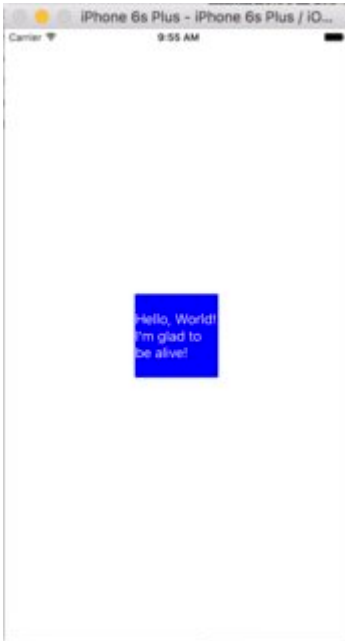 iPhone 6s Plus - iPhone 6s Plus / iO...
Carrier 9:55 AM
Hello, World!
I'm glad to
be alive!